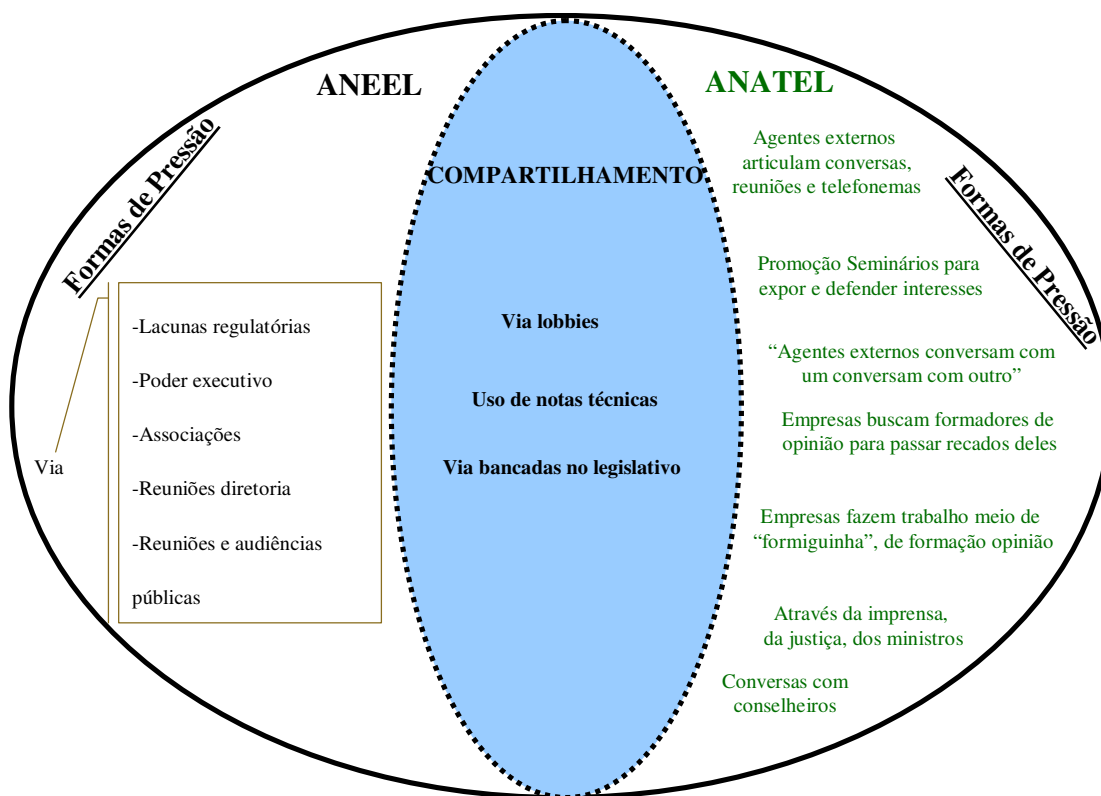 ANEEL
Formas de Pressão
Via
-Lacunas regulatórias
-Poder executivo
-Associações
-Reuniões diretoria
-Reuniões e audiências
públicas
COMPARTILHAMENTO
Via lobbies
Uso de notas técnicas
Via bancadas no legislativo
ANATEL
Formas de Pressão
Agentes externos
articulam conversas,
reuniões e telefonemas
Promoção Seminários para
expor e defender interesses
“Agentes externos conversam com
um conversam com outro”
Empresas buscam formadores de
opinião para passar recados deles
Empresas fazem trabalho meio de
“formiguinha”, de formação opinião
Através da imprensa,
da justiça, dos ministros
Conversas com
conselheiros